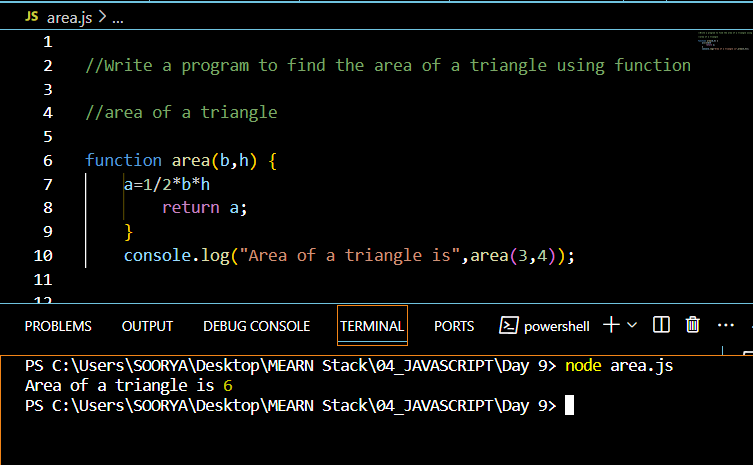 JS area.js > ...
1
2 //Write a program to find the area of a triangle using function
3
4 //area of a triangle
5
6 function area(b,h) {
7 a=1/2*b*h
8 return a;
9 }
10 console.log("Area of a triangle is",area(3,4));
11
12
PROBLEMS OUTPUT DEBUG CONSOLE TERMINAL PORTS powershell
PS C:\Users\SOORYA\Desktop\MEARN Stack\04_JAVASCRIPT\Day 9> node area.js
Area of a triangle is 6
PS C:\Users\SOORYA\Desktop\MEARN Stack\04_JAVASCRIPT\Day 9>